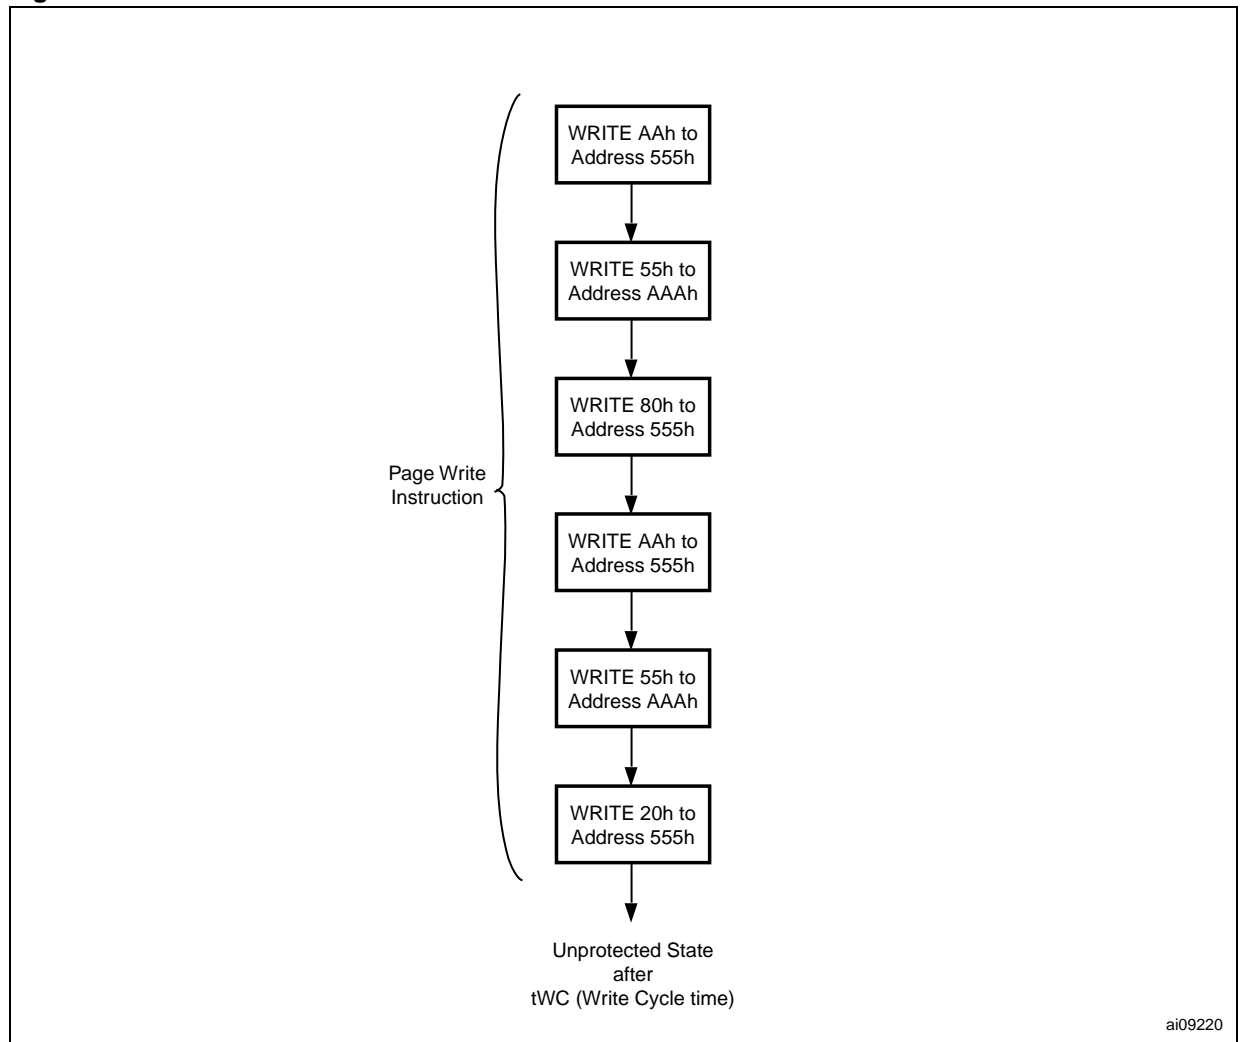 WRITE AAh to
Address 555h
WRITE 55h to
Address AAAh
WRITE 80h to
Address 555h
Page Write
Instruction
WRITE AAh to
Address 555h
WRITE 55h to
Address AAAh
WRITE 20h to
Address 555h
Unprotected State
after
tWC (Write Cycle time)
ai09220